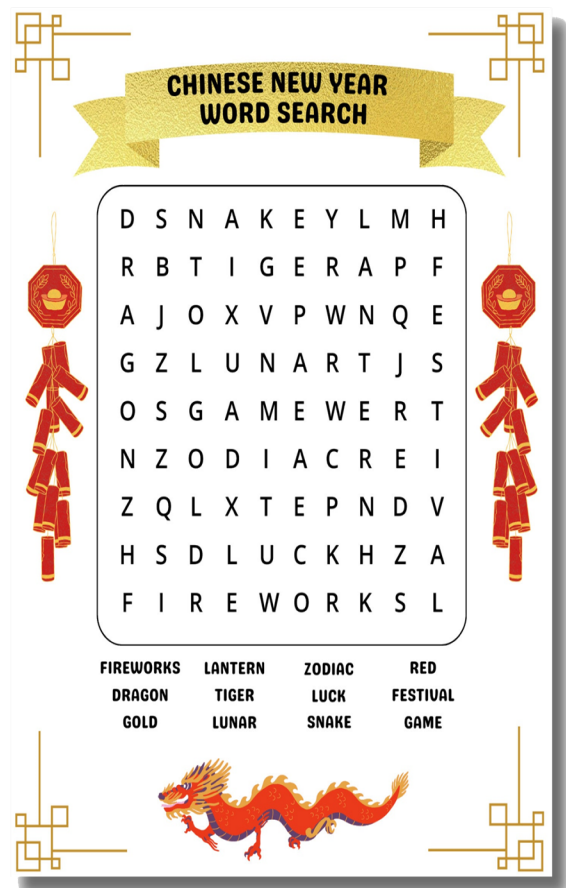 CHINESE NEW YEAR
WORD SEARCH
D S N A K E Y L M H
R B T I G E R A P F
A J O X V P W N Q E
G Z L U N A R T J S
O S G A M E W E R T
N Z O D I A C R E I
Z Q L X T E P N D V
H S D L U C K H Z A
F I R E W O R K S L
FIREWORKS LANTERN ZODIAC RED
DRAGON TIGER LUCK FESTIVAL
GOLD LUNAR SNAKE GAME